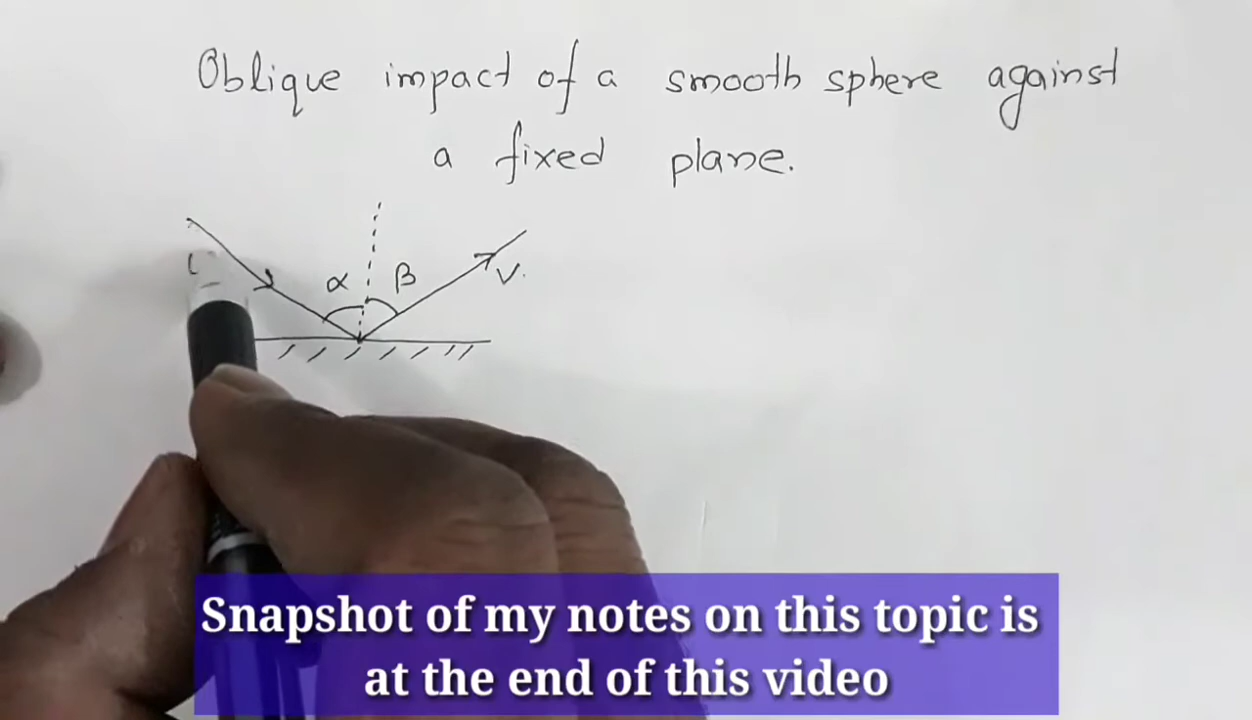 Oblique impact of a smooth sphere against
a fixed plane.
α β
V.
Snapshot of my notes on this topic is
at the end of this video